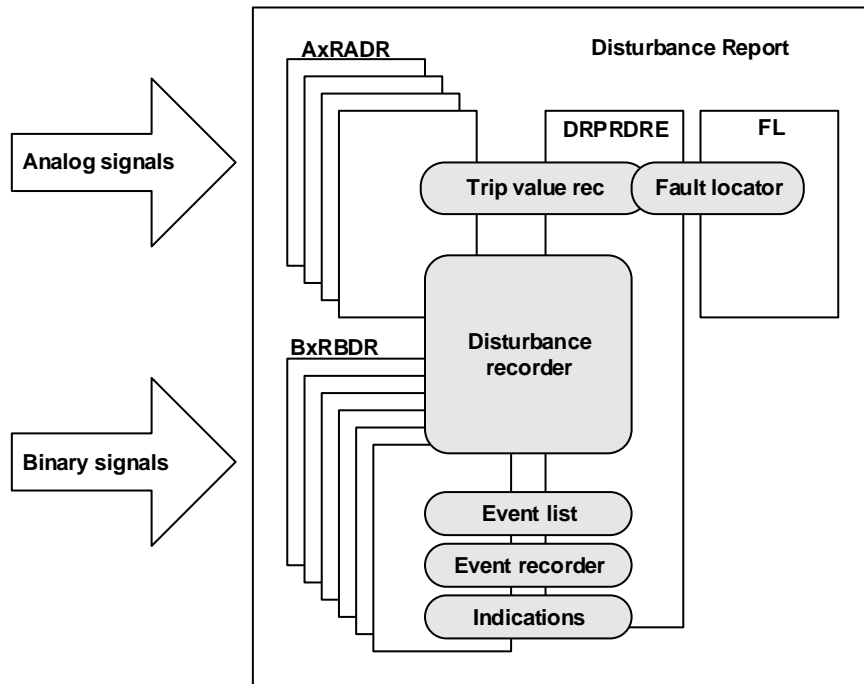 AxRADR
Disturbance Report
DRPRDRE
FL
Analog signals
Trip value rec
Fault locator
Disturbance
recorder
BxRBDR
Binary signals
Event list
Event recorder
Indications